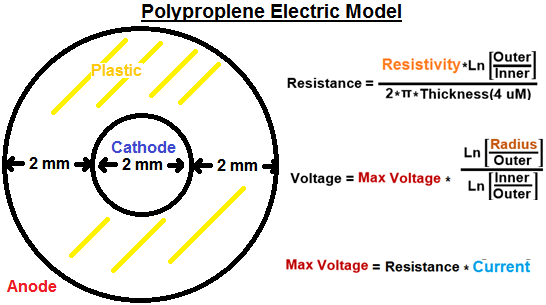 Polyproplene Electric Model
Plastic
Cathode
2 mm
2 mm
2 mm
Anode
Resistance = Resistivity*Ln [Outer/Inner] / 2*π*Thickness(4 uM)
Voltage = Max Voltage * Ln [Radius/Outer] / Ln [Inner/Outer]
Max Voltage = Resistance * Current